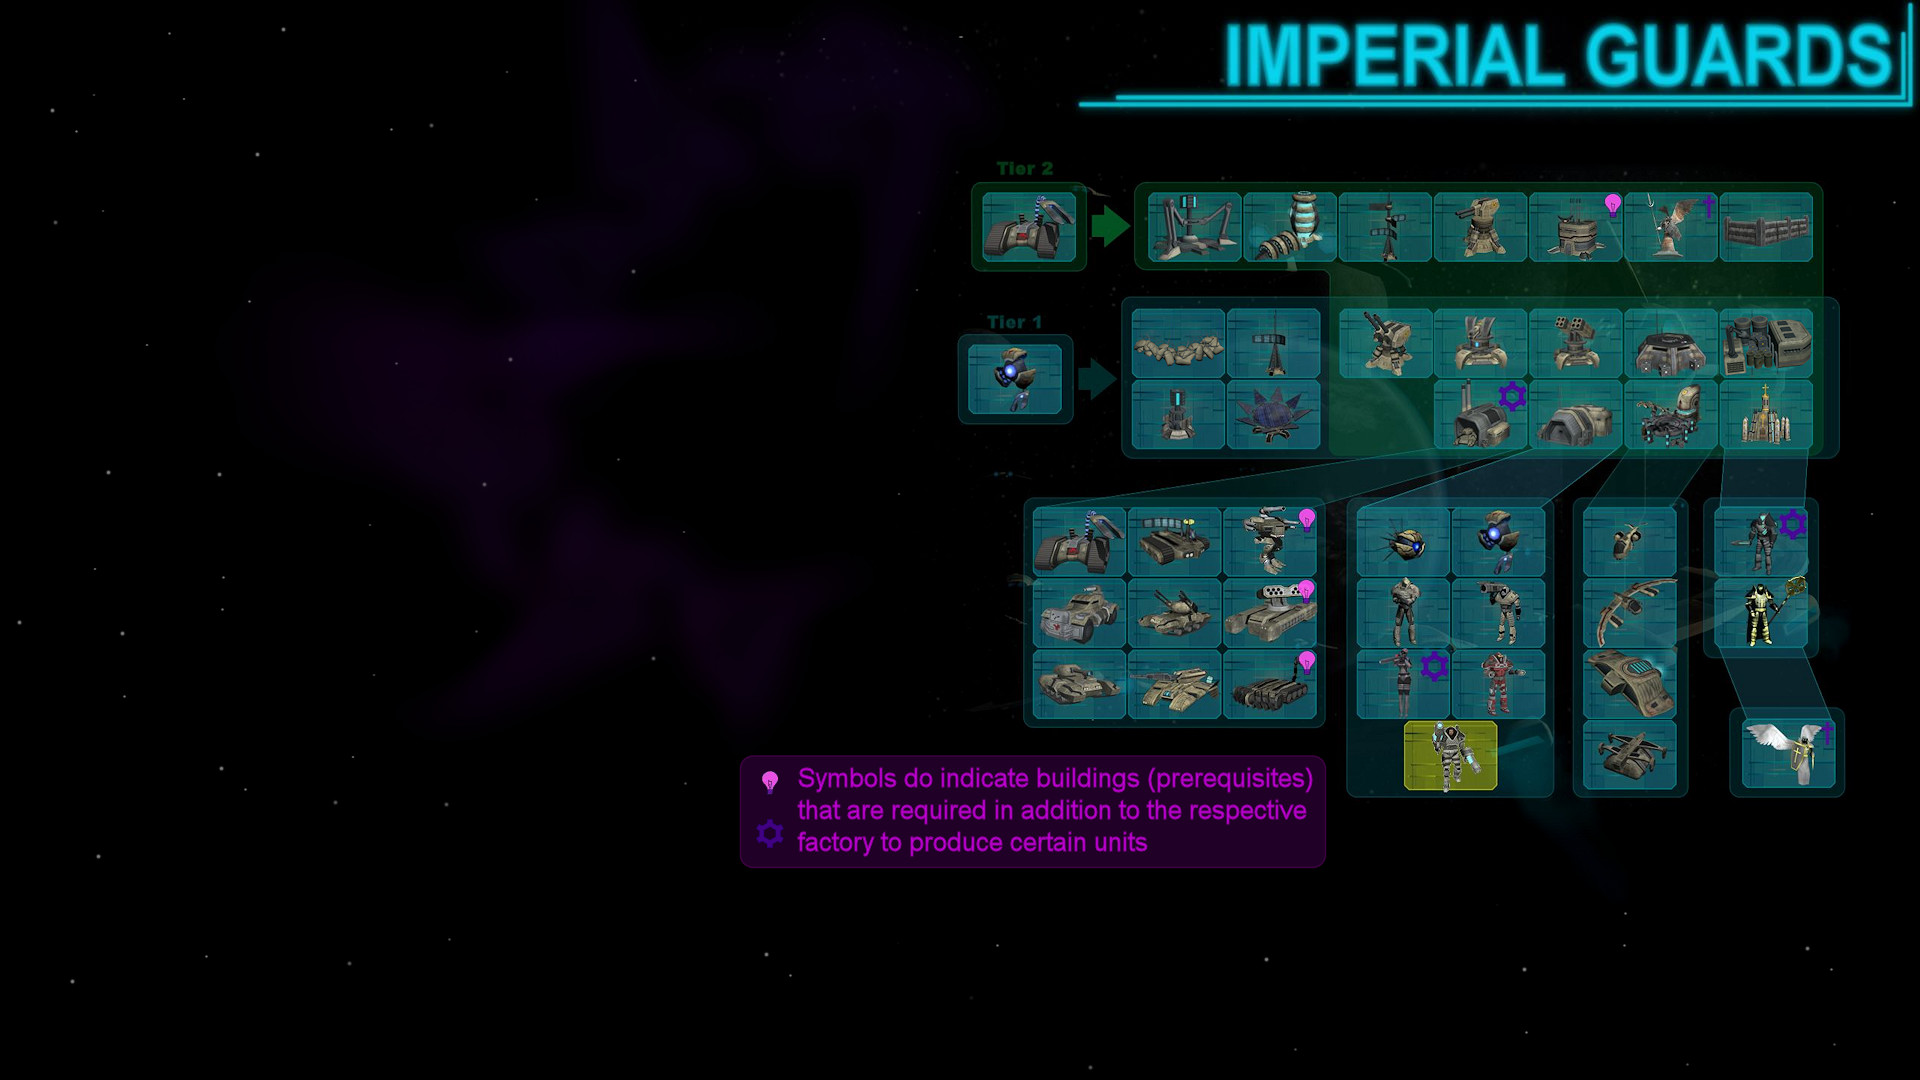 IMPERIAL GUARDS
Tier 2
Tier 1
Symbols do indicate buildings (prerequisites)
that are required in addition to the respective
factory to produce certain units